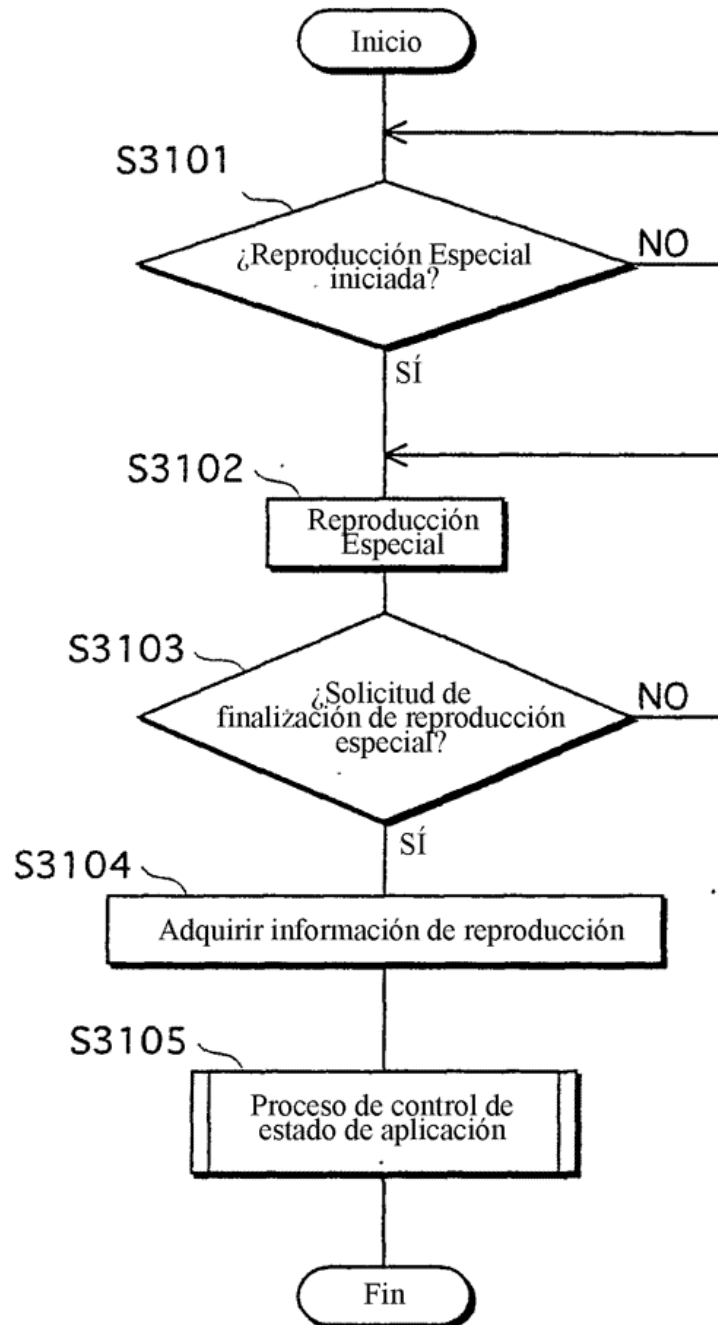 Inicio
S3101
¿Reproducción Especial
iniciada?
NO
SÍ
S3102
Reproducción
Especial
S3103
¿Solicitud de
finalización de reproducción
especial?
NO
SÍ
S3104
Adquirir información de reproducción
S3105
Proceso de control de
estado de aplicación
Fin